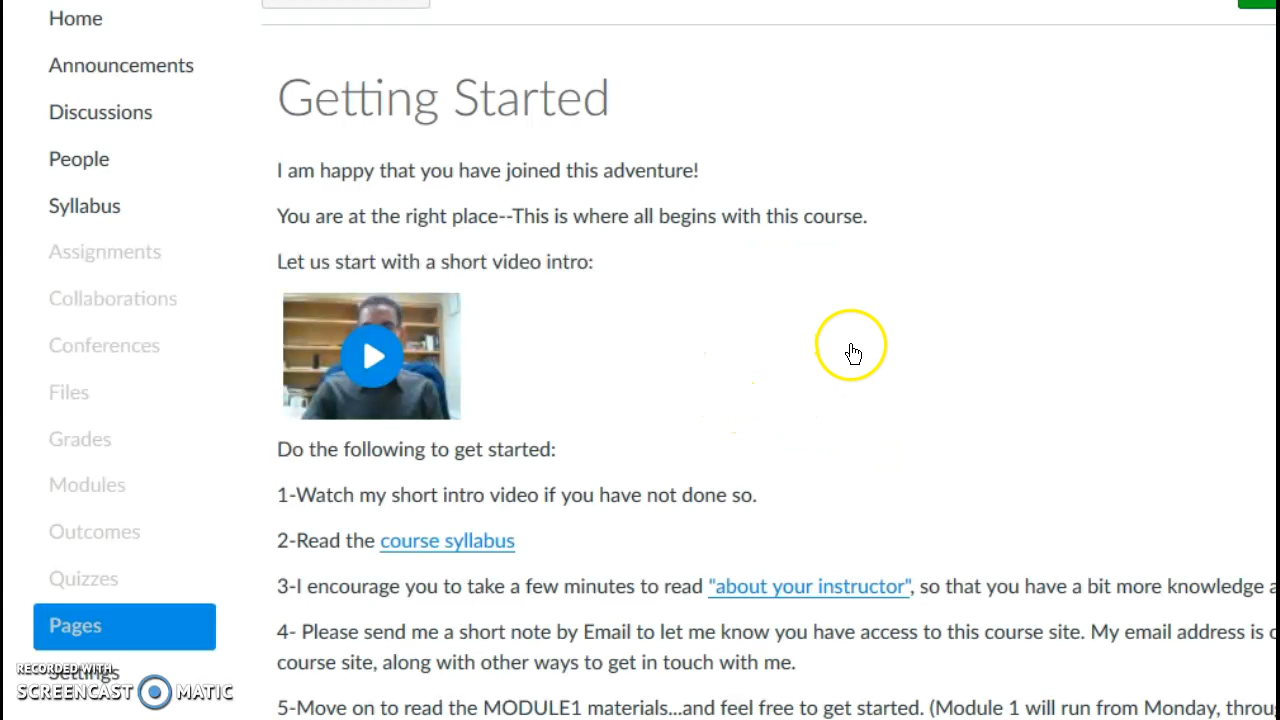 Home
Announcements
Discussions
People
Syllabus
Assignments
Collaborations
Conferences
Files
Grades
Modules
Outcomes
Quizzes
Pages
Settings
RECORDED WITH
SCREENCAST MATIC
Getting Started
I am happy that you have joined this adventure!
You are at the right place--This is where all begins with this course.
Let us start with a short video intro:
Do the following to get started:
1-Watch my short intro video if you have not done so.
2-Read the course syllabus
3-I encourage you to take a few minutes to read "about your instructor", so that you have a bit more knowledge a
4- Please send me a short note by Email to let me know you have access to this course site. My email address is
course site, along with other ways to get in touch with me.
5-Move on to read the MODULE1 materials...and feel free to get started. (Module 1 will run from Monday,